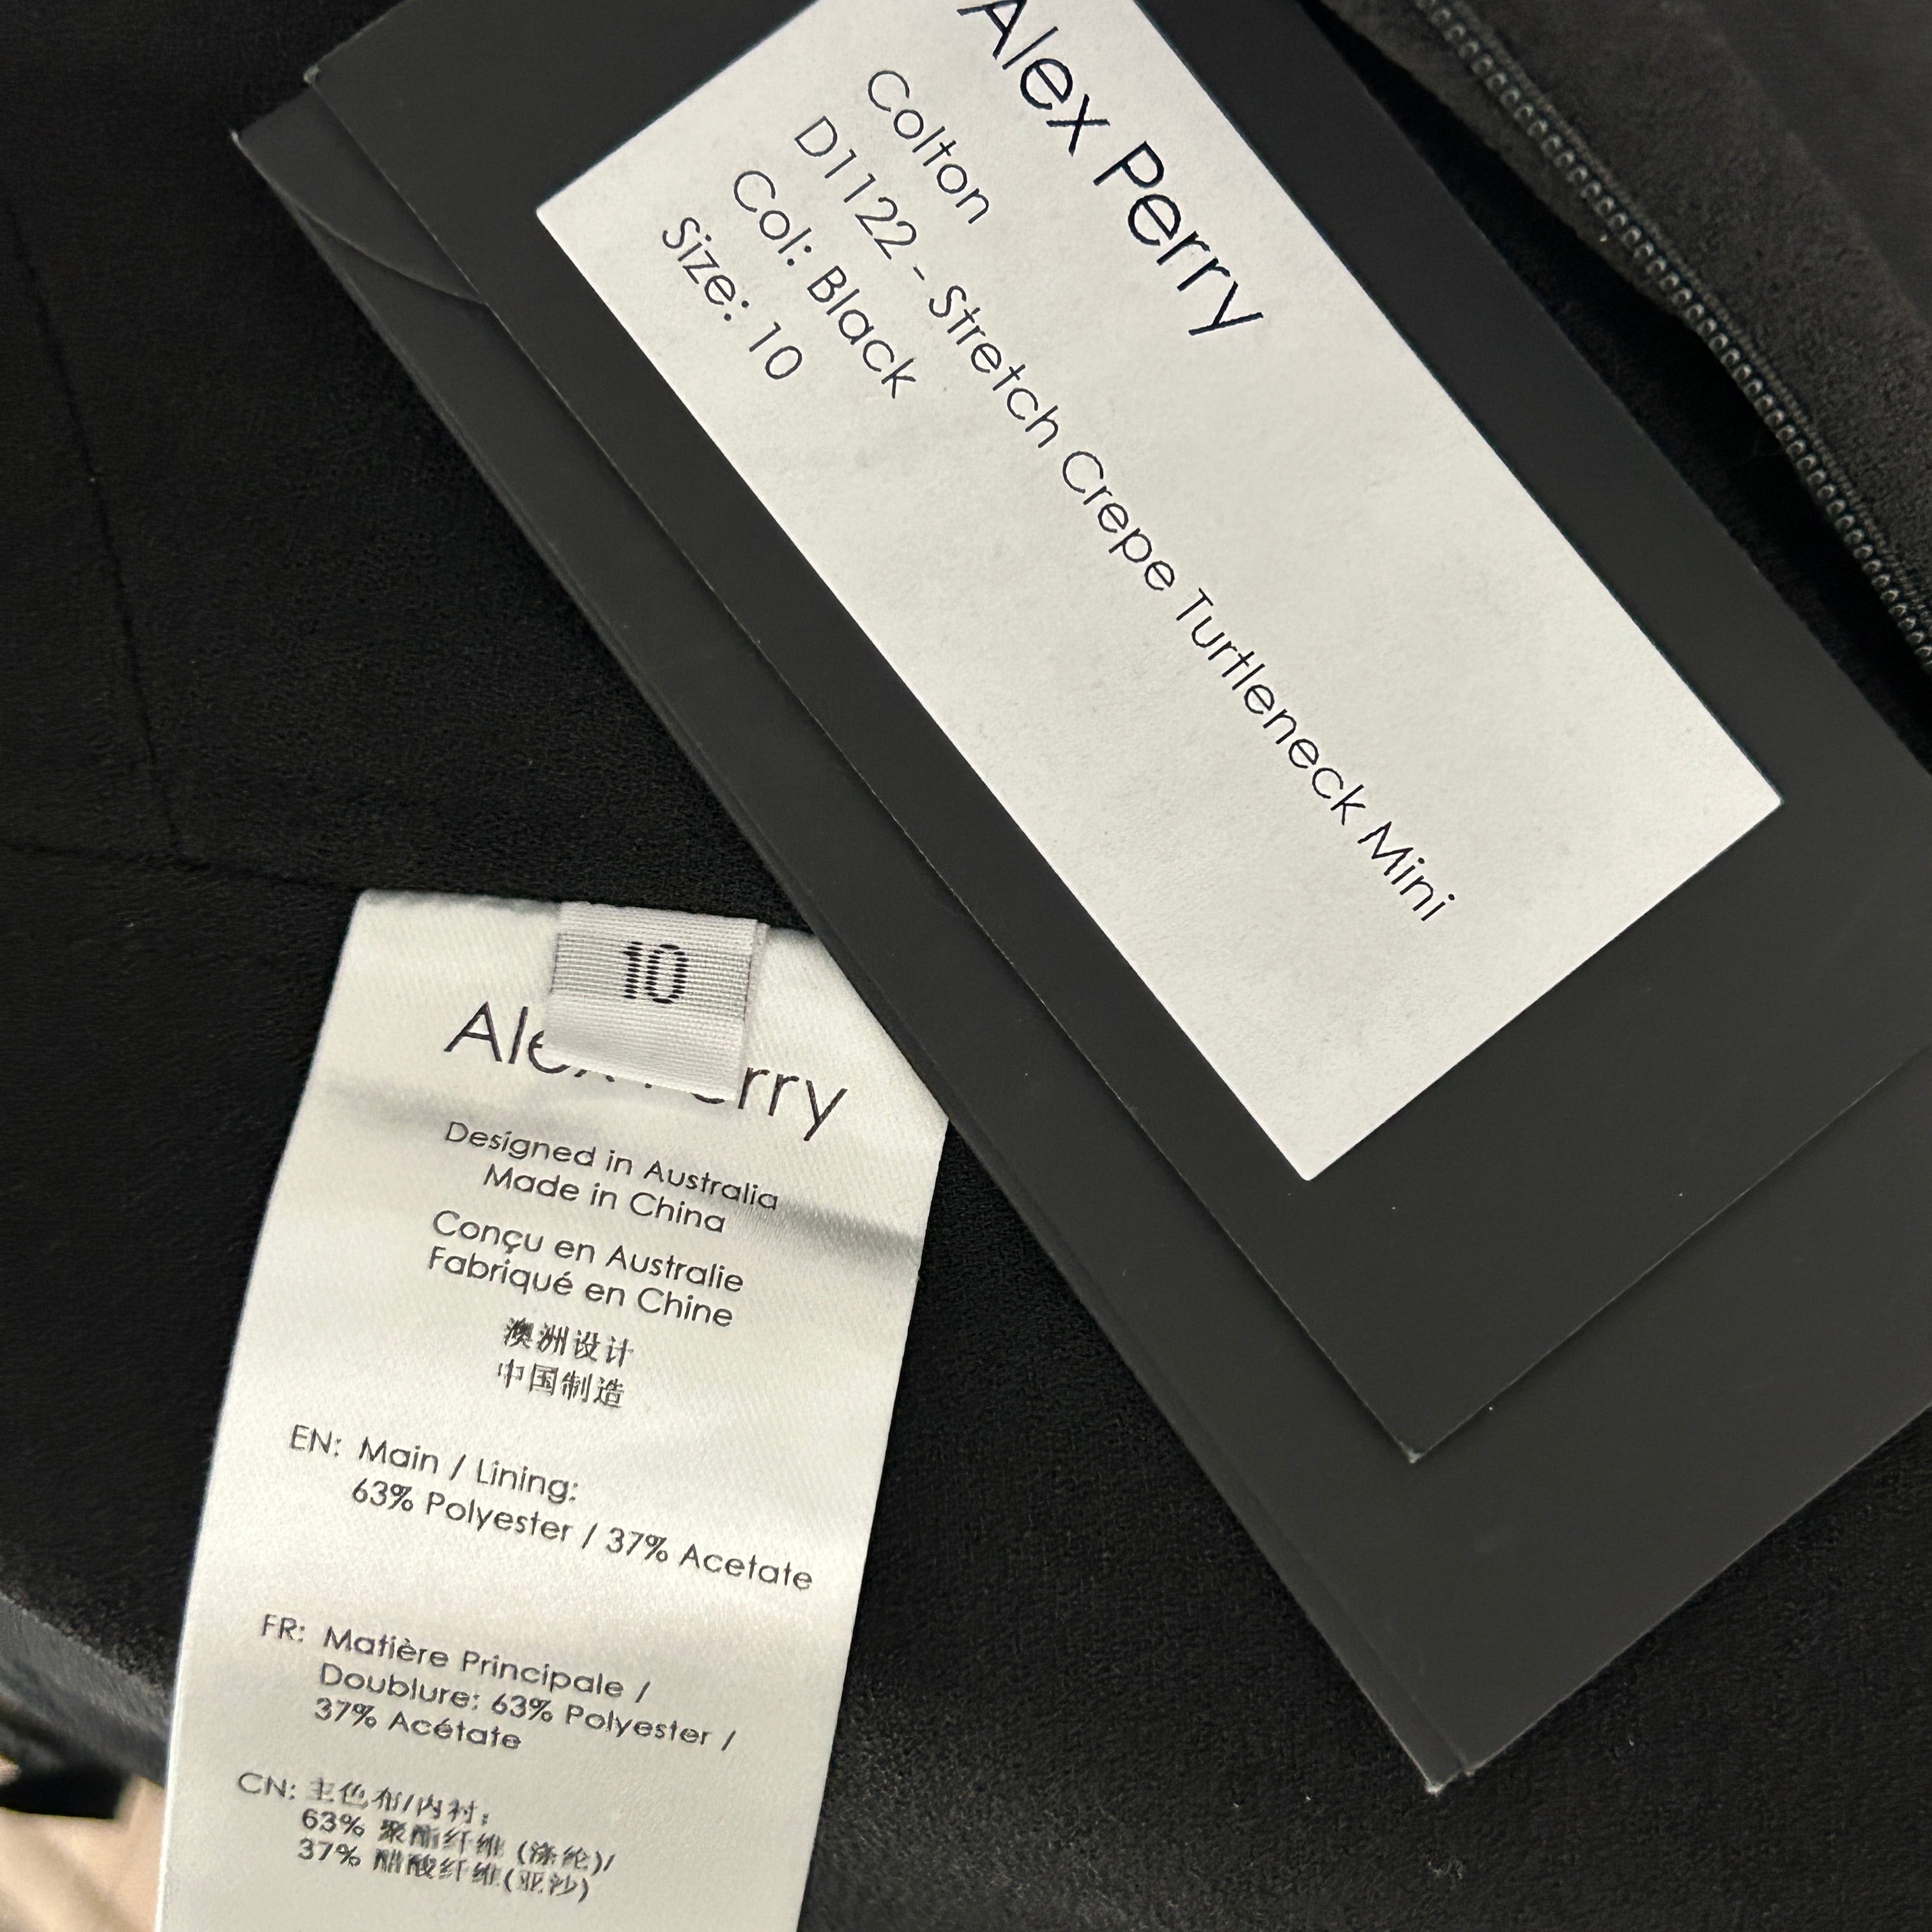 Alex Perry
Colton
D1122 - Stretch Crepe Turtleneck Mini
Col: Black
Size: 10
10
Designed in Australia
Made in China
Conçu en Australie
Fabriqué en Chine
澳洲设计
中国制造
EN: Main / Lining:
63% Polyester / 37% Acetate
FR: Matière Principale /
Doublure: 63% Polyester /
37% Acétate
CN: 主色布/内衬:
63% 聚酯纤维 (涤纶)/
37% 醋酸纤维(亚沙)